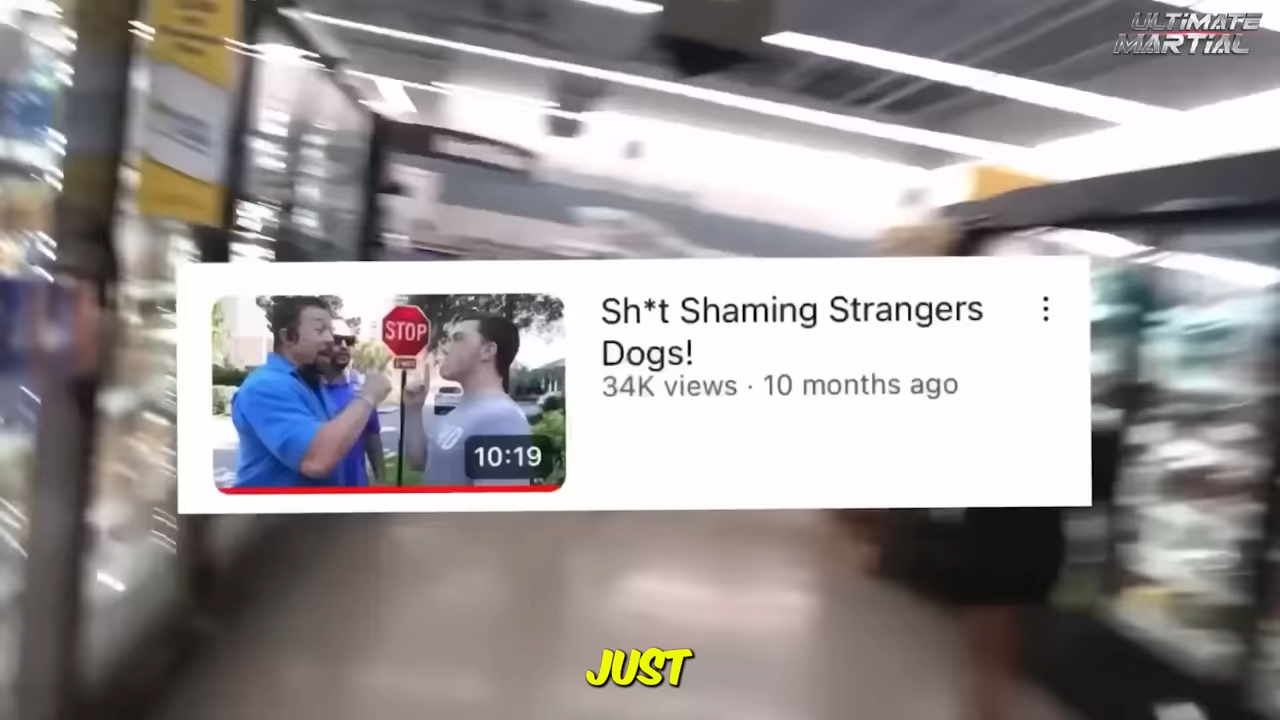 ULTiMATE
MARTiAL
STOP
Sh*t Shaming Strangers
Dogs!
34K views · 10 months ago
10:19
JUST